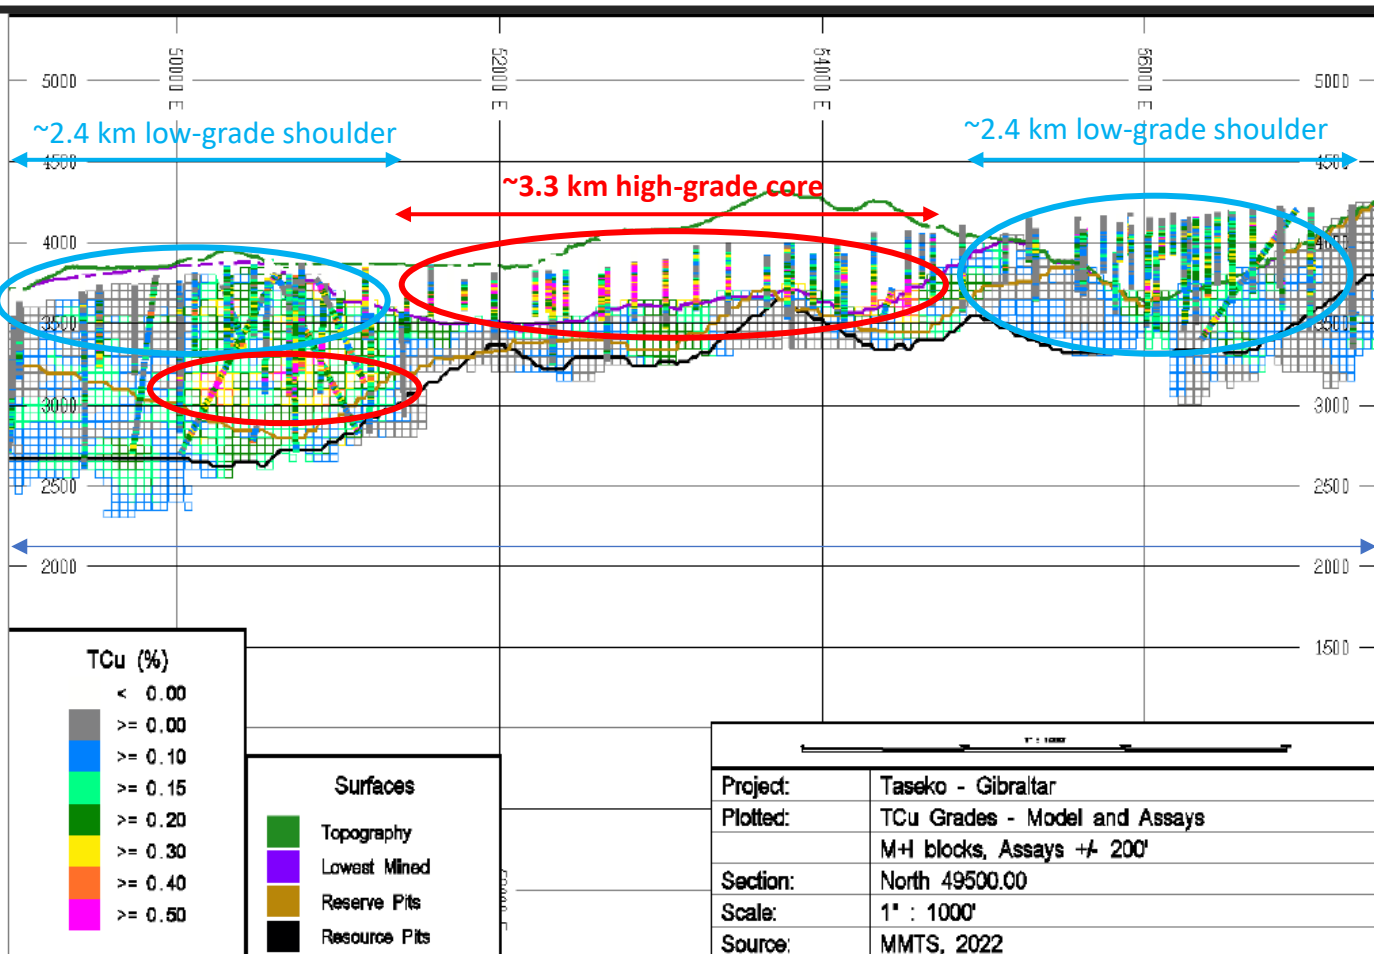 50000 E
52000 E
54000 E
56000 E
5000
5000
~2.4 km low-grade shoulder
~2.4 km low-grade shoulder
4500
4500
~3.3 km high-grade core
4000
4000
3500
3500
3000
3000
2500
2500
2000
2000
1500
TCu (%)
< 0.00
>= 0.00
>= 0.10
>= 0.15
>= 0.20
>= 0.30
>= 0.40
>= 0.50
Surfaces
Topography
Lowest Mined
Reserve Pits
Resource Pits
1" : 1000'
Project: Taseko - Gibraltar
Plotted: TCu Grades - Model and Assays
M+I blocks, Assays +/- 200'
Section: North 49500.00
Scale: 1" : 1000'
Source: MMTS, 2022